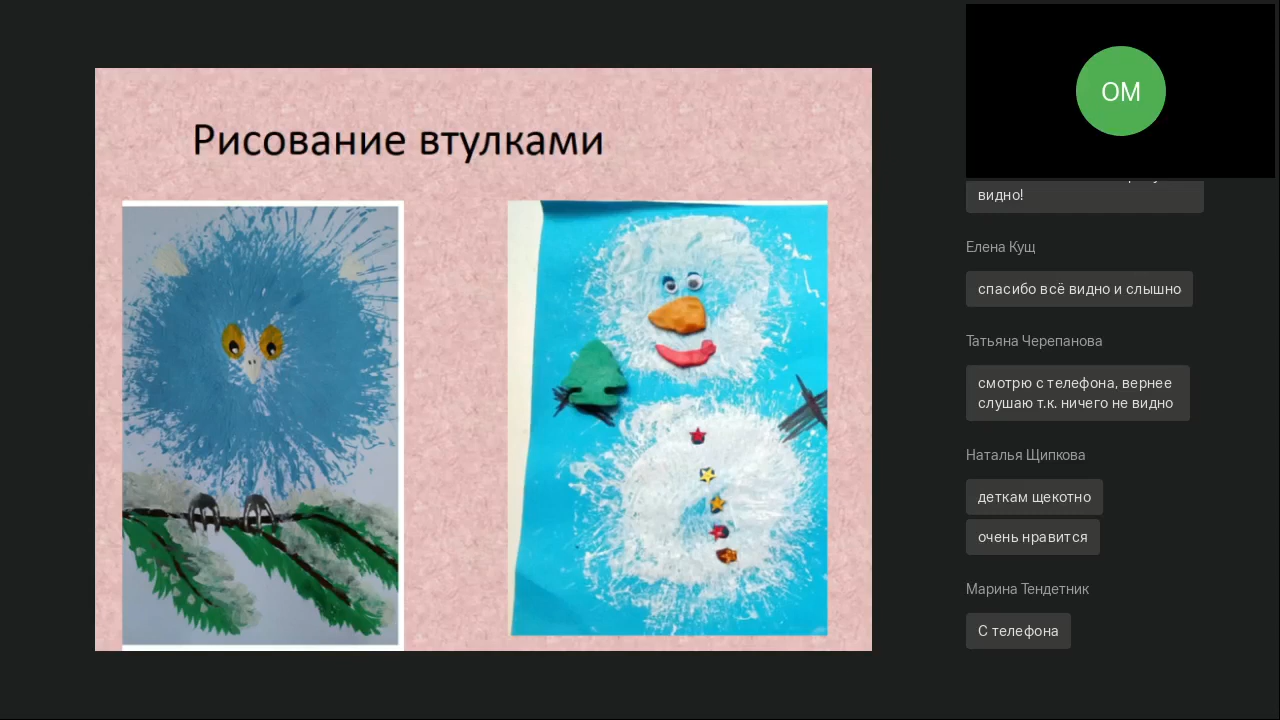 Рисование втулками
ОМ
видно!
Елена Кущ
спасибо всё видно и слышно
Татьяна Черепанова
смотрю с телефона, вернее
слушаю т.к. ничего не видно
Наталья Щипкова
деткам щекотно
очень нравится
Марина Тендетник
С телефона